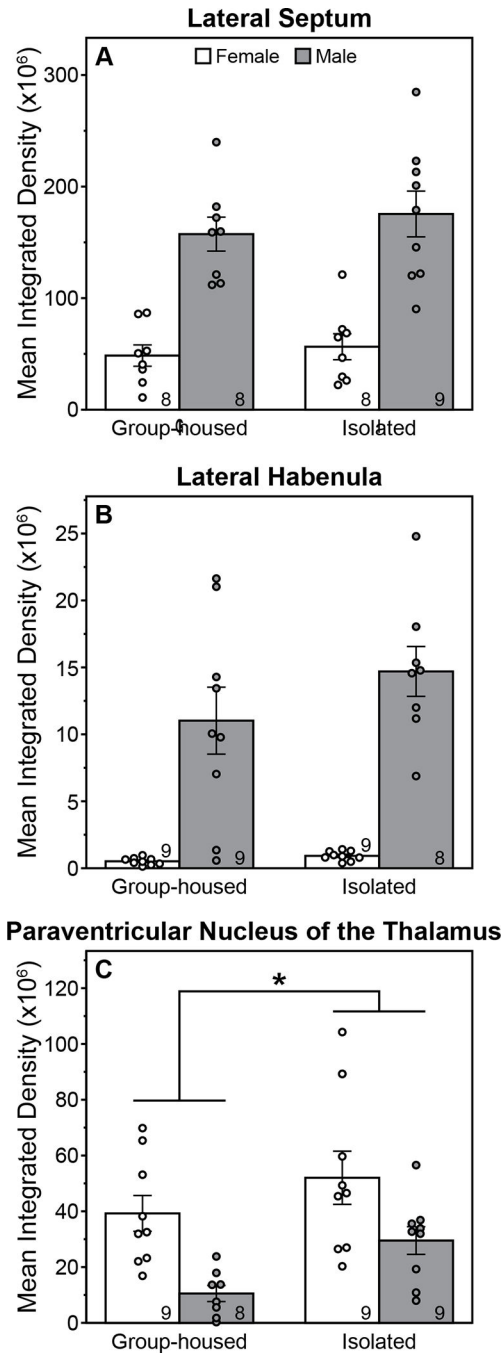 Lateral Septum
A
Female Male
Mean Integrated Density (x10⁶)
300
200
100
0
8 8 8 9
Group-housed Isolated
Lateral Habenula
B
Mean Integrated Density (x10⁶)
25
20
15
10
5
0
9 9 9 8
Group-housed Isolated
Paraventricular Nucleus of the Thalamus
C
*
Mean Integrated Density (x10⁶)
120
100
80
60
40
20
0
9 8 9 9
Group-housed Isolated